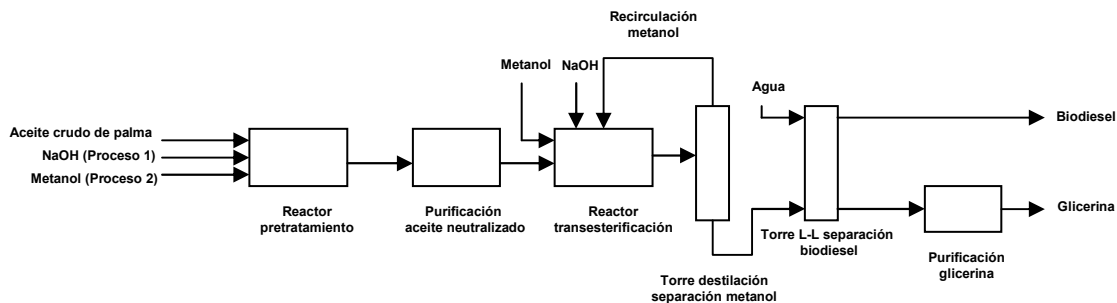 Recirculación
metanol
Metanol
NaOH
Agua
Biodiesel
Aceite crudo de palma
NaOH (Proceso 1)
Metanol (Proceso 2)
Glicerina
Reactor
pretratamiento
Purificación
aceite neutralizado
Reactor
transesterificación
Torre L-L separación
biodiesel
Purificación
glicerina
Torre destilación
separación metanol